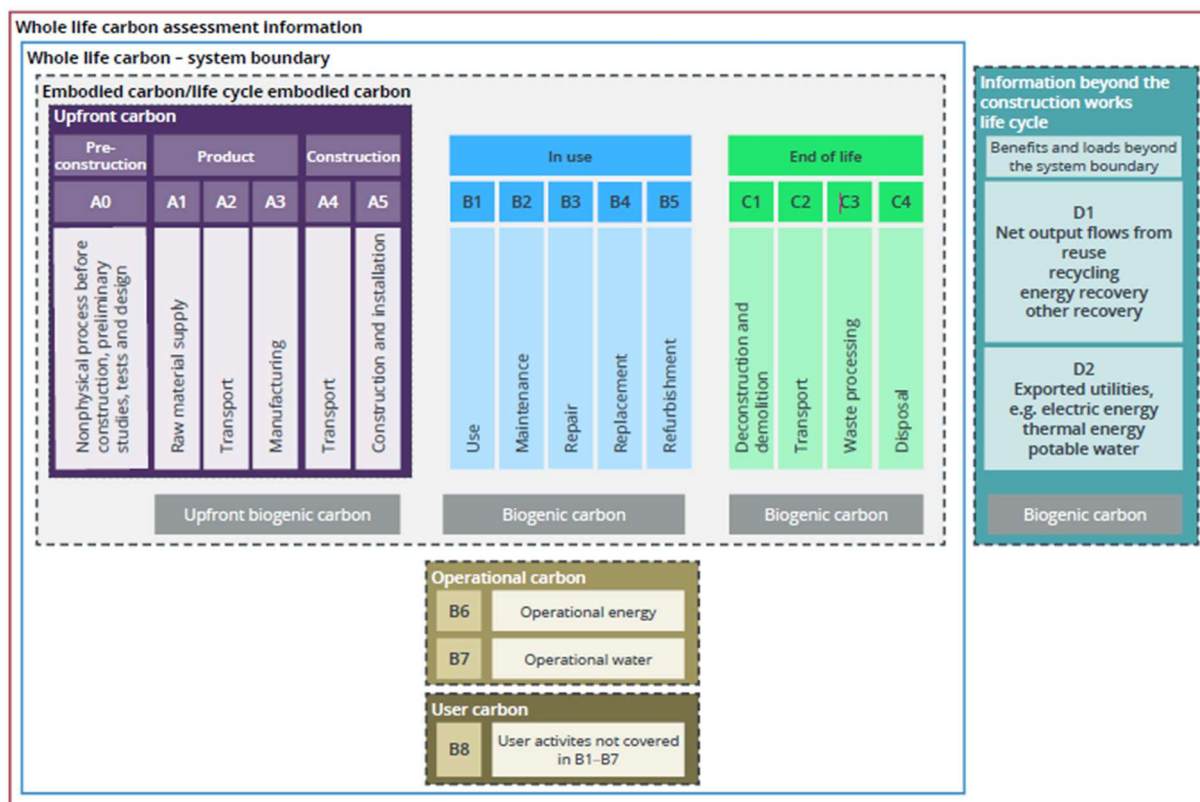 Whole life carbon assessment information
Whole life carbon – system boundary
Embodied carbon/life cycle embodied carbon
Upfront carbon
Pre-
construction
Product
Construction
In use
End of life
A0
A1
A2
A3
A4
A5
B1
B2
B3
B4
B5
C1
C2
C3
C4
Nonphysical process before
construction, preliminary
studies, tests and design
Raw material supply
Transport
Manufacturing
Transport
Construction and installation
Use
Maintenance
Repair
Replacement
Refurbishment
Deconstruction and
demolition
Transport
Waste processing
Disposal
Upfront biogenic carbon
Biogenic carbon
Biogenic carbon
Information beyond the
construction works
life cycle
Benefits and loads beyond
the system boundary
D1
Net output flows from
reuse
recycling
energy recovery
other recovery
D2
Exported utilities,
e.g. electric energy
thermal energy
potable water
Biogenic carbon
Operational carbon
B6
Operational energy
B7
Operational water
User carbon
B8
User activites not covered
in B1–B7